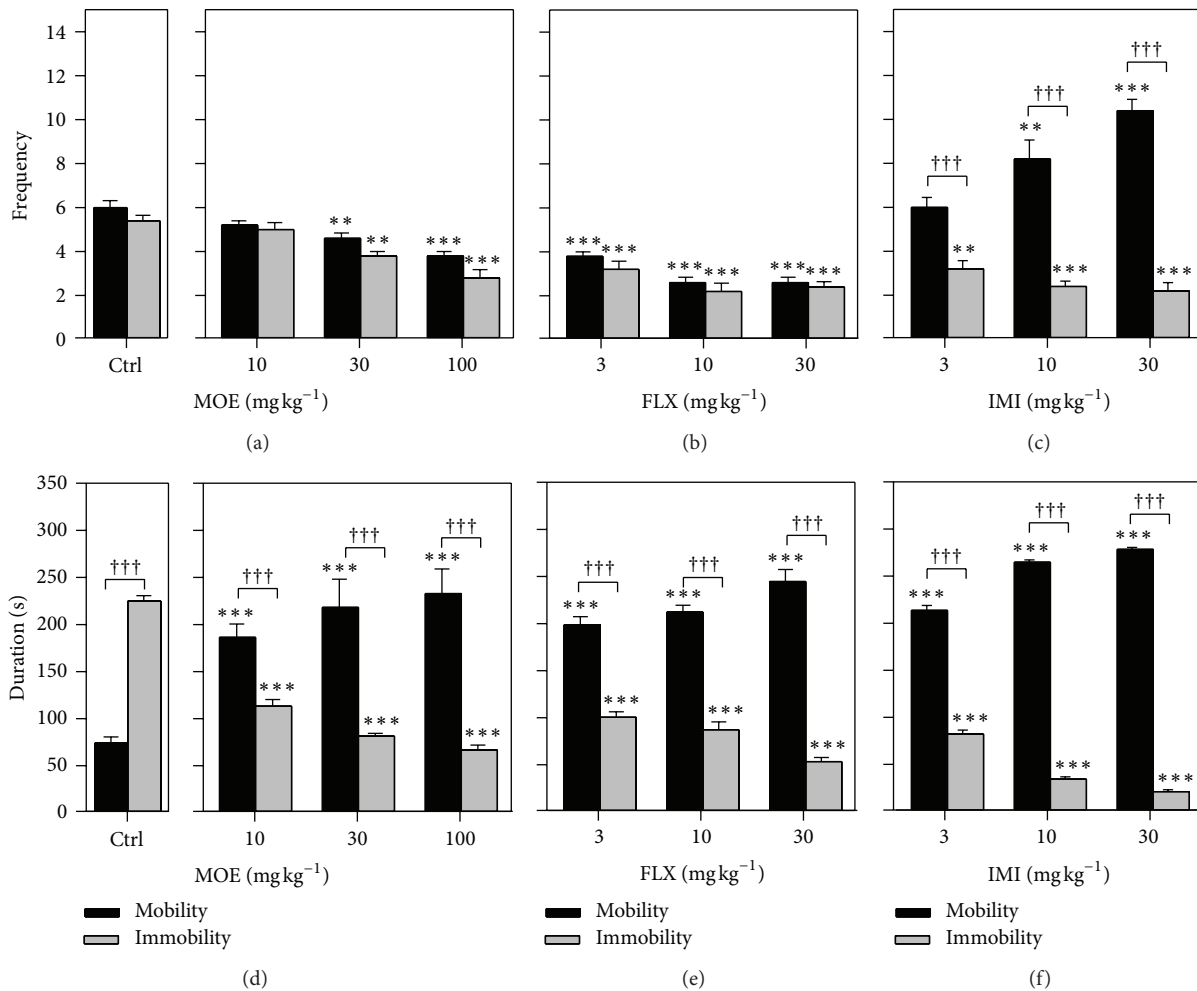 Frequency
14
12
10
8
6
4
2
0
** ** *** ***
*** *** *** *** *** ***
††† ††† †††
** ** *** *** ***
Ctrl 10 30 100 3 10 30 3 10 30
MOE (mg kg⁻¹) FLX (mg kg⁻¹) IMI (mg kg⁻¹)
(a) (b) (c)
Duration (s)
350
300
250
200
150
100
50
0
†††
††† ††† †††
*** *** *** *** *** ***
††† ††† †††
*** *** *** *** *** ***
††† ††† †††
*** *** *** *** *** ***
Ctrl 10 30 100 3 10 30 3 10 30
MOE (mg kg⁻¹) FLX (mg kg⁻¹) IMI (mg kg⁻¹)
Mobility Mobility Mobility
Immobility Immobility Immobility
(d) (e) (f)